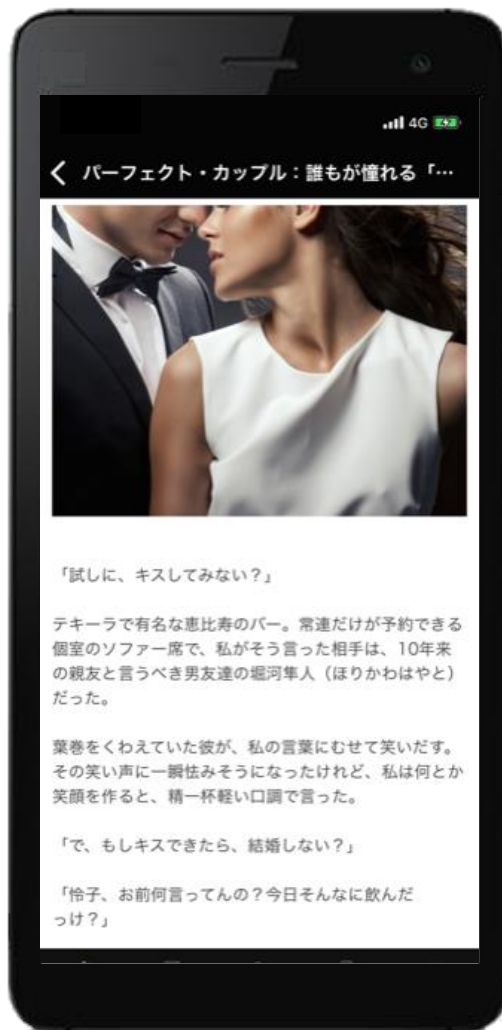 4G
パーフェクト・カップル：誰もが憧れる「…
「試しに、キスしてみない？」
テキーラで有名な恵比寿のバー。常連だけが予約できる
個室のソファー席で、私がそう言った相手は、10年来
の親友と言うべき男友達の堀河隼人（ほりかわはやと）
だった。
葉巻をくわえていた彼が、私の言葉にむせて笑いだす。
その笑い声に一瞬怯みそうになったけれど、私は何とか
笑顔を作ると、精一杯軽い口調で言った。
「で、もしキスできたら、結婚しない？」
「怜子、お前何言ってんの？今日そんなに飲んだ
っけ？」